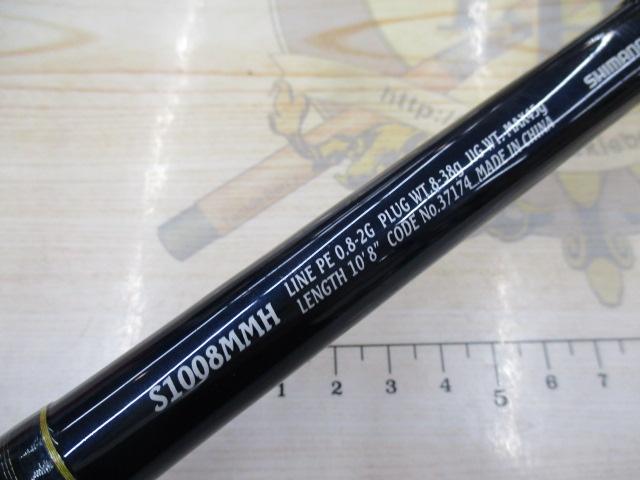 SHIMANO
http://
LINE PE 0.8-2G PLUG WT.8-38g JIG WT. MAX45g
S1008MMH LENGTH 10'8" CODE No.37174 MADE IN CHINA
1 2 3 4 5 6 7